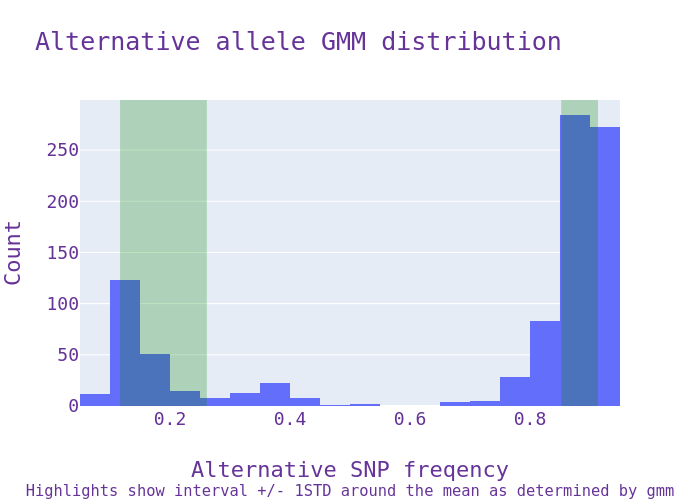 Alternative allele GMM distribution
Count
250
200
150
100
50
0
0.2 0.4 0.6 0.8
Alternative SNP freqency
Highlights show interval +/- 1STD around the mean as determined by gmm